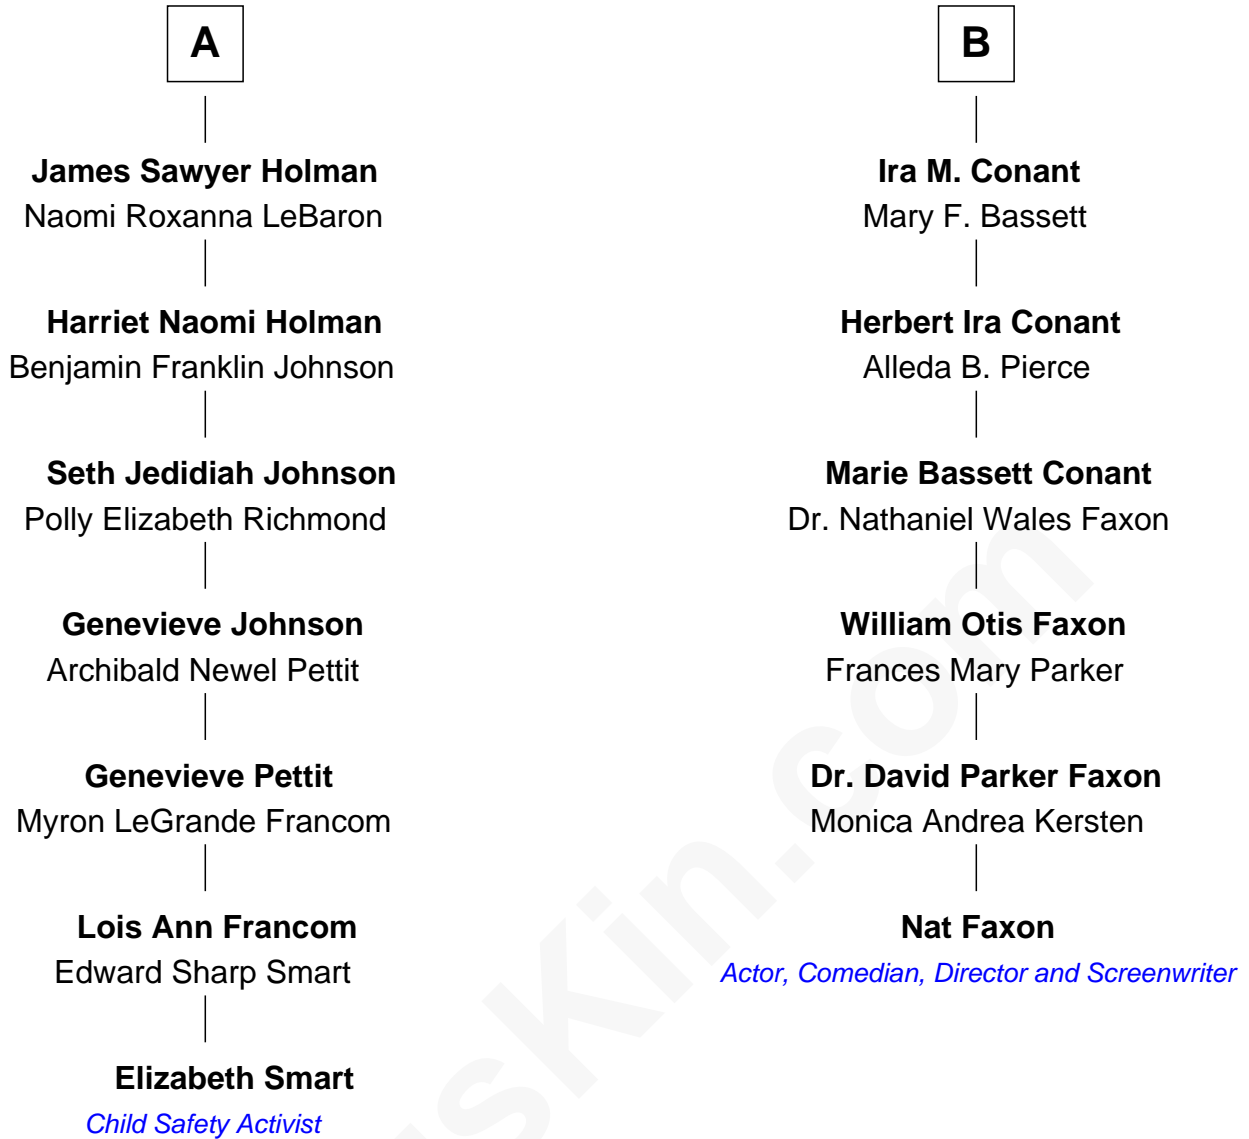 A
James Sawyer Holman
Naomi Roxanna LeBaron
Harriet Naomi Holman
Benjamin Franklin Johnson
Seth Jedidiah Johnson
Polly Elizabeth Richmond
Genevieve Johnson
Archibald Newel Pettit
Genevieve Pettit
Myron LeGrande Francom
Lois Ann Francom
Edward Sharp Smart
Elizabeth Smart
Child Safety Activist
B
Ira M. Conant
Mary F. Bassett
Herbert Ira Conant
Alleda B. Pierce
Marie Bassett Conant
Dr. Nathaniel Wales Faxon
William Otis Faxon
Frances Mary Parker
Dr. David Parker Faxon
Monica Andrea Kersten
Nat Faxon
Actor, Comedian, Director and Screenwriter
sKin.com